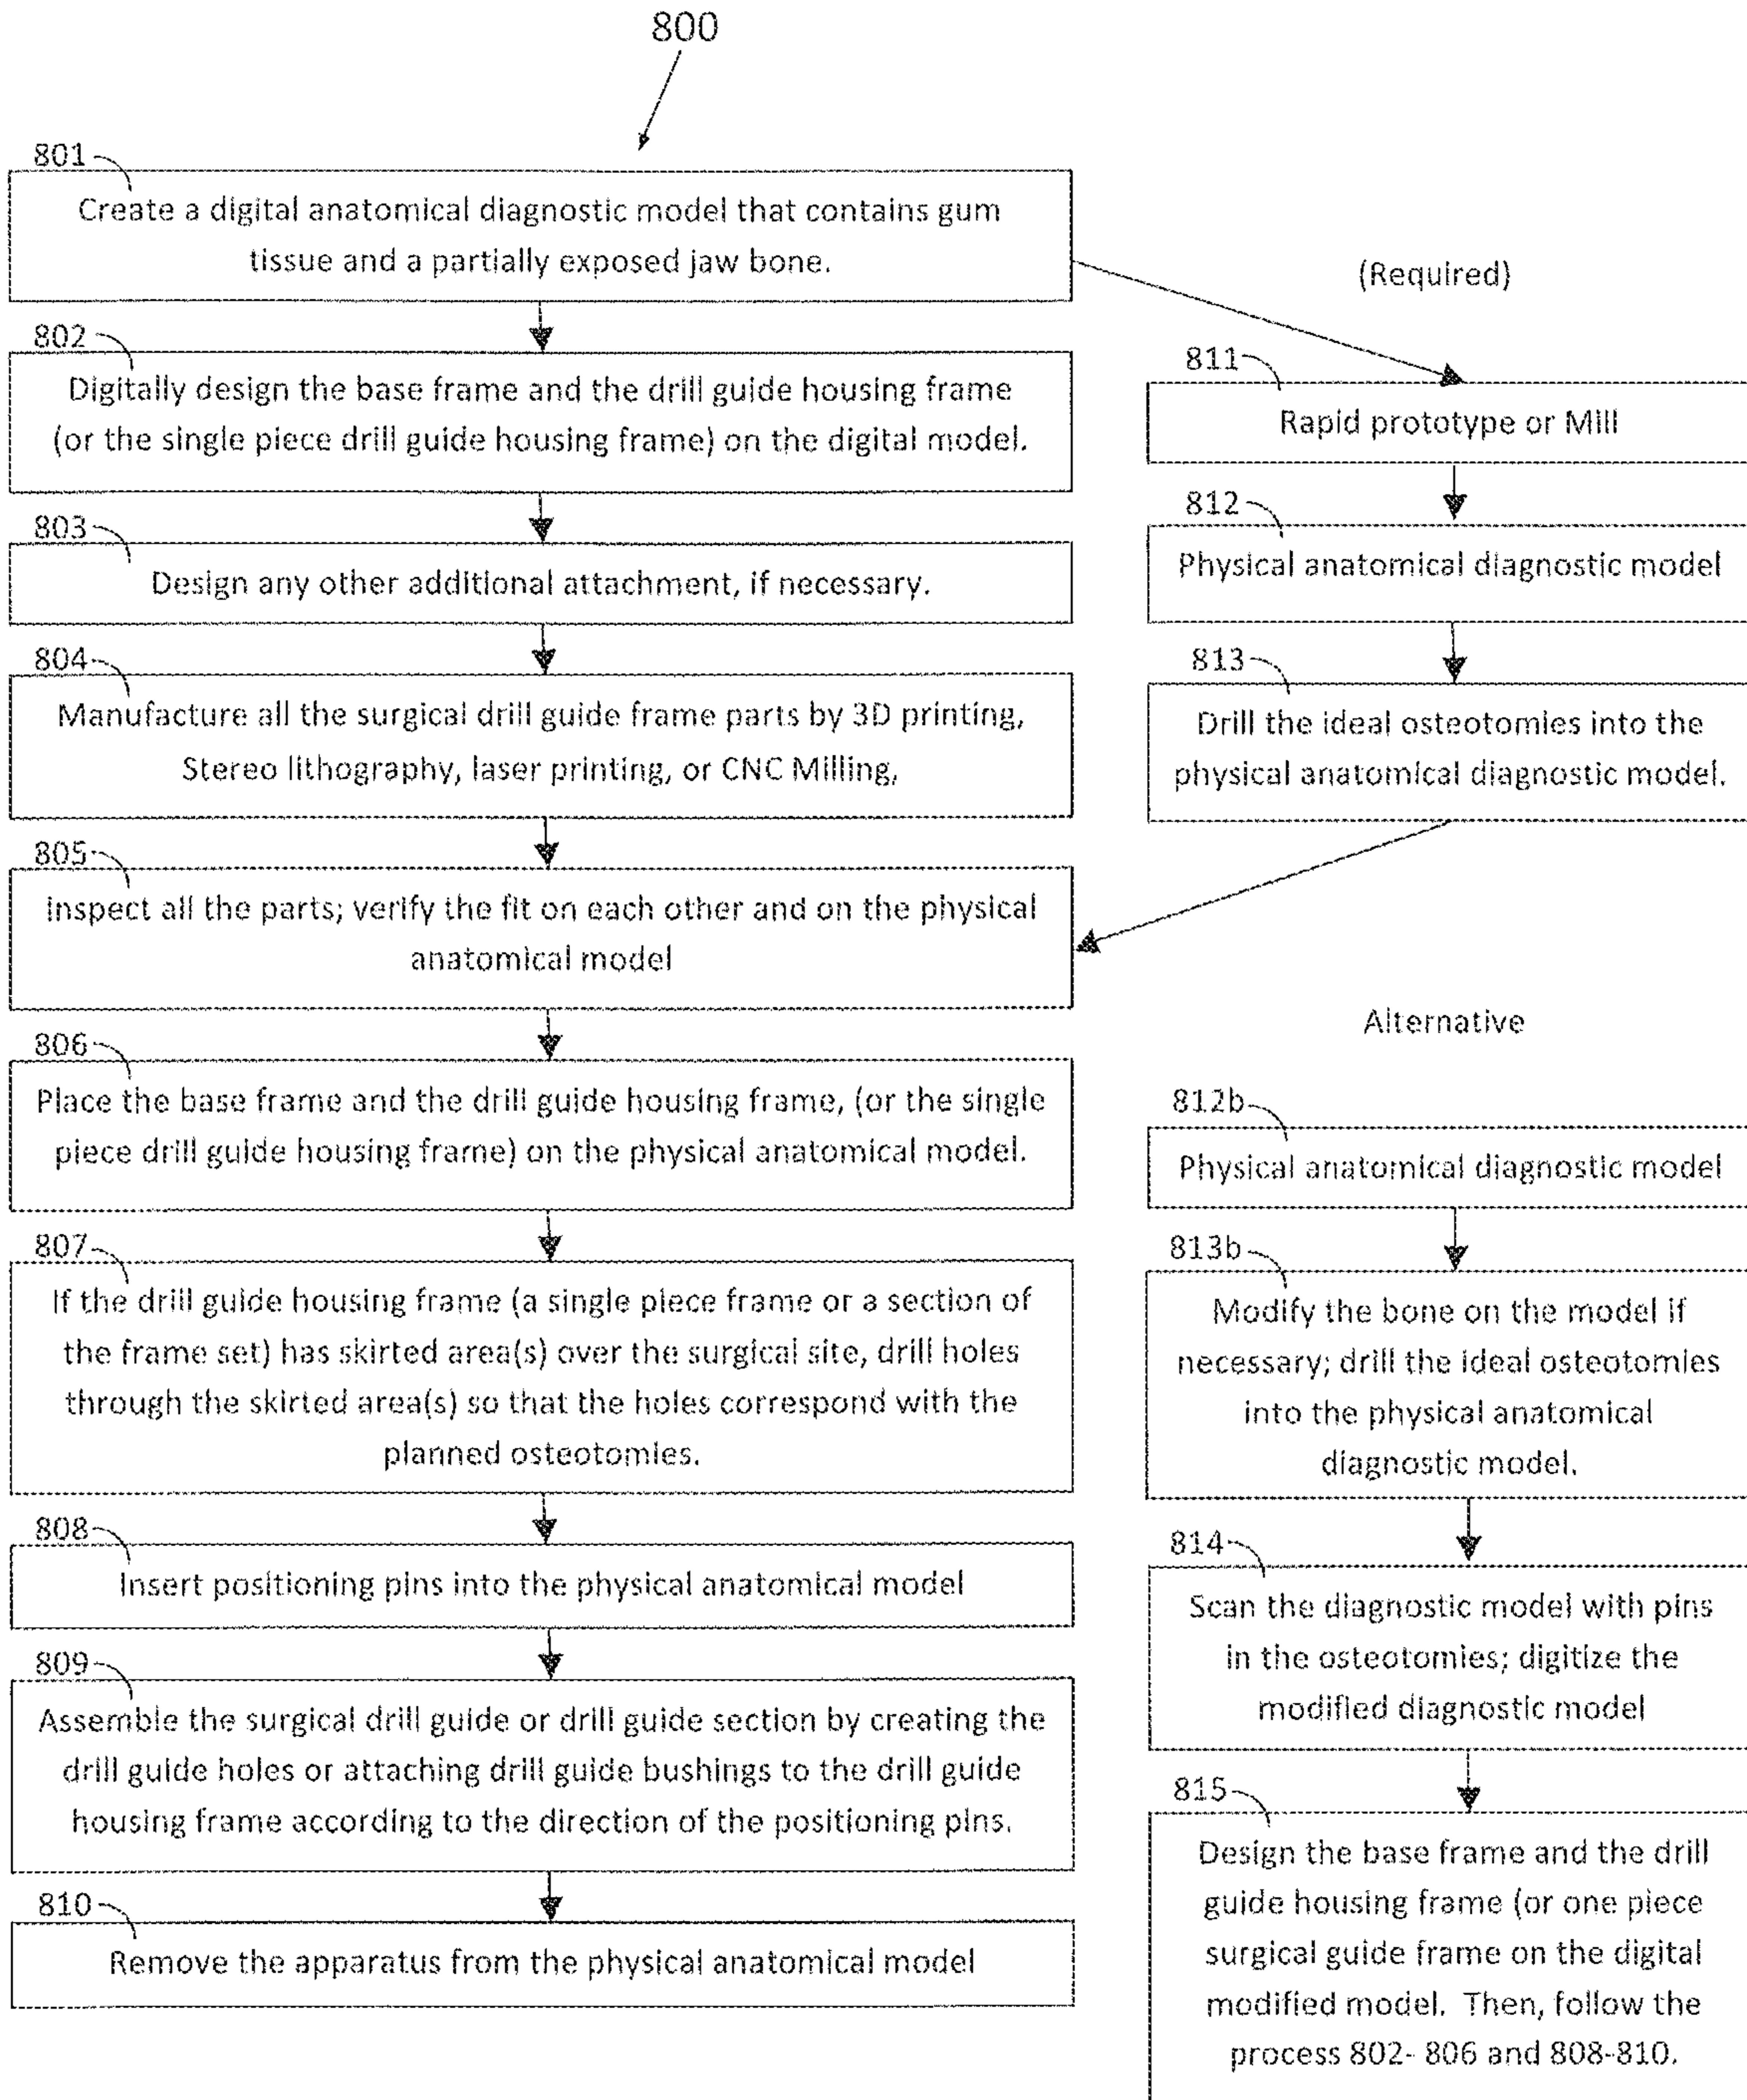 800
801
Create a digital anatomical diagnostic model that contains gum
tissue and a partially exposed jaw bone.
802
Digitally design the base frame and the drill guide housing frame
(or the single piece drill guide housing frame) on the digital model.
803
Design any other additional attachment, if necessary.
804
Manufacture all the surgical drill guide frame parts by 3D printing,
Stereo lithography, laser printing, or CNC Milling,
805
Inspect all the parts; verify the fit on each other and on the physical
anatomical model
806
Place the base frame and the drill guide housing frame, (or the single
piece drill guide housing frame) on the physical anatomical model.
807
If the drill guide housing frame (a single piece frame or a section of
the frame set) has skirted area(s) over the surgical site, drill holes
through the skirted area(s) so that the holes correspond with the
planned osteotomies.
808
Insert positioning pins into the physical anatomical model
809
Assemble the surgical drill guide or drill guide section by creating the
drill guide holes or attaching drill guide bushings to the drill guide
housing frame according to the direction of the positioning pins.
810
Remove the apparatus from the physical anatomical model
(Required)
811
Rapid prototype or Mill
812
Physical anatomical diagnostic model
813
Drill the ideal osteotomies into the
physical anatomical diagnostic model.
Alternative
812b
Physical anatomical diagnostic model
813b
Modify the bone on the model if
necessary; drill the ideal osteotomies
into the physical anatomical
diagnostic model.
814
Scan the diagnostic model with pins
in the osteotomies; digitize the
modified diagnostic model
815
Design the base frame and the drill
guide housing frame (or one piece
surgical guide frame on the digital
modified model. Then, follow the
process 802- 806 and 808-810.